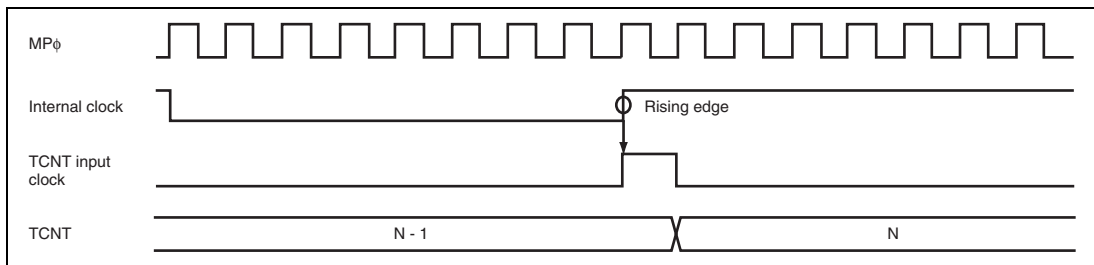 MPφ
Internal clock
Rising edge
TCNT input
clock
TCNT
N - 1
N